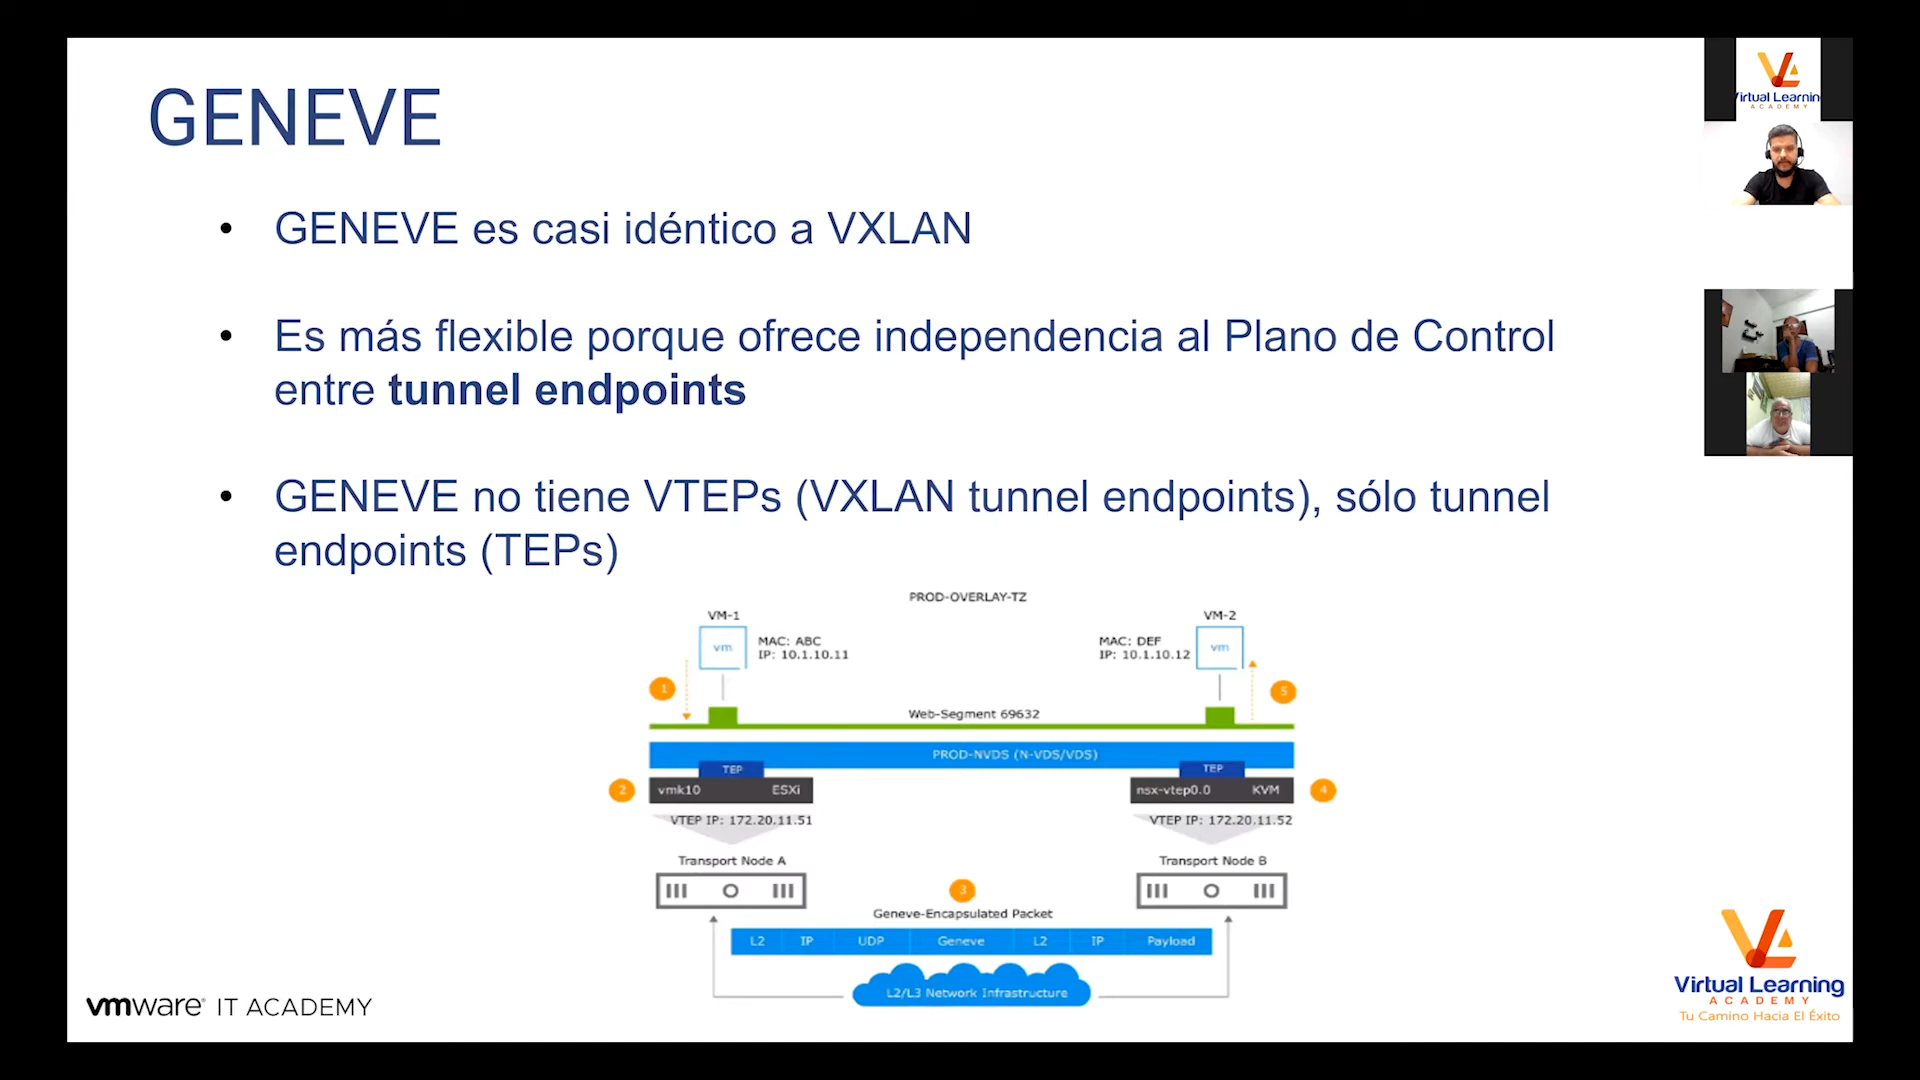 GENEVE
• GENEVE es casi idéntico a VXLAN
• Es más flexible porque ofrece independencia al Plano de Control
entre tunnel endpoints
• GENEVE no tiene VTEPs (VXLAN tunnel endpoints), sólo tunnel
endpoints (TEPs)
PROD-OVERLAY-TZ
VM-1
vm
MAC: ABC
IP: 10.1.10.11
VM-2
MAC: DEF
IP: 10.1.10.12
vm
1
5
Web-Segment 69632
PROD-NVDS (N-VDS/VDS)
TEP
TEP
2
vmk10 ESXi
nsx-vtep0.0 KVM
4
VTEP IP: 172.20.11.51
VTEP IP: 172.20.11.52
Transport Node A
Transport Node B
3
Geneve-Encapsulated Packet
L2 IP UDP Geneve L2 IP Payload
L2/L3 Network Infrastructure
vmware® IT ACADEMY
Virtual Learning
ACADEMY
Tu Camino Hacia El Éxito
Virtual Learning
ACADEMY